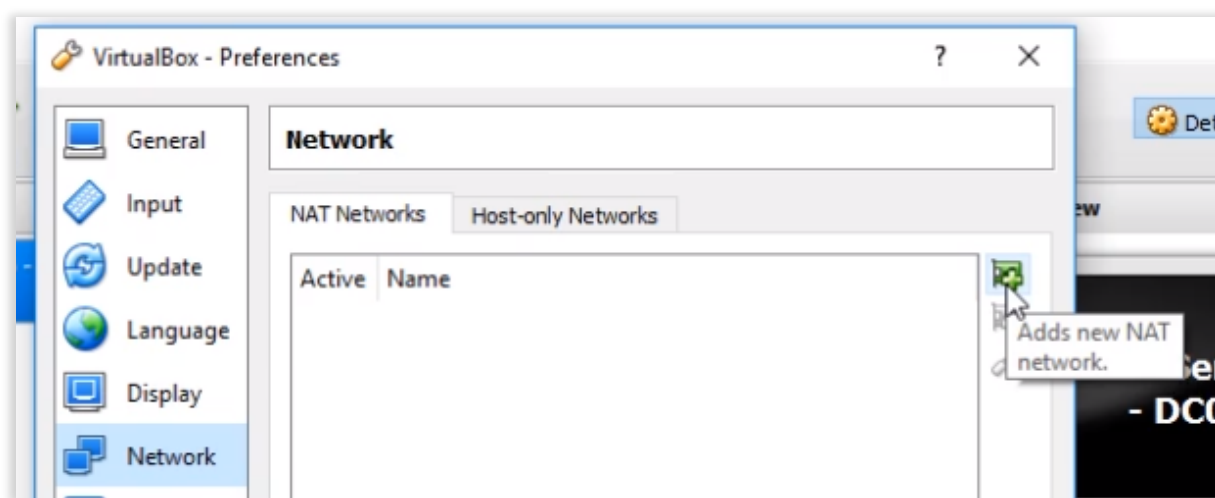 VirtualBox - Preferences
?
General
Network
Input
NAT Networks
Host-only Networks
Update
Active
Name
Language
Adds new NAT
network.
Display
- DC0
Network